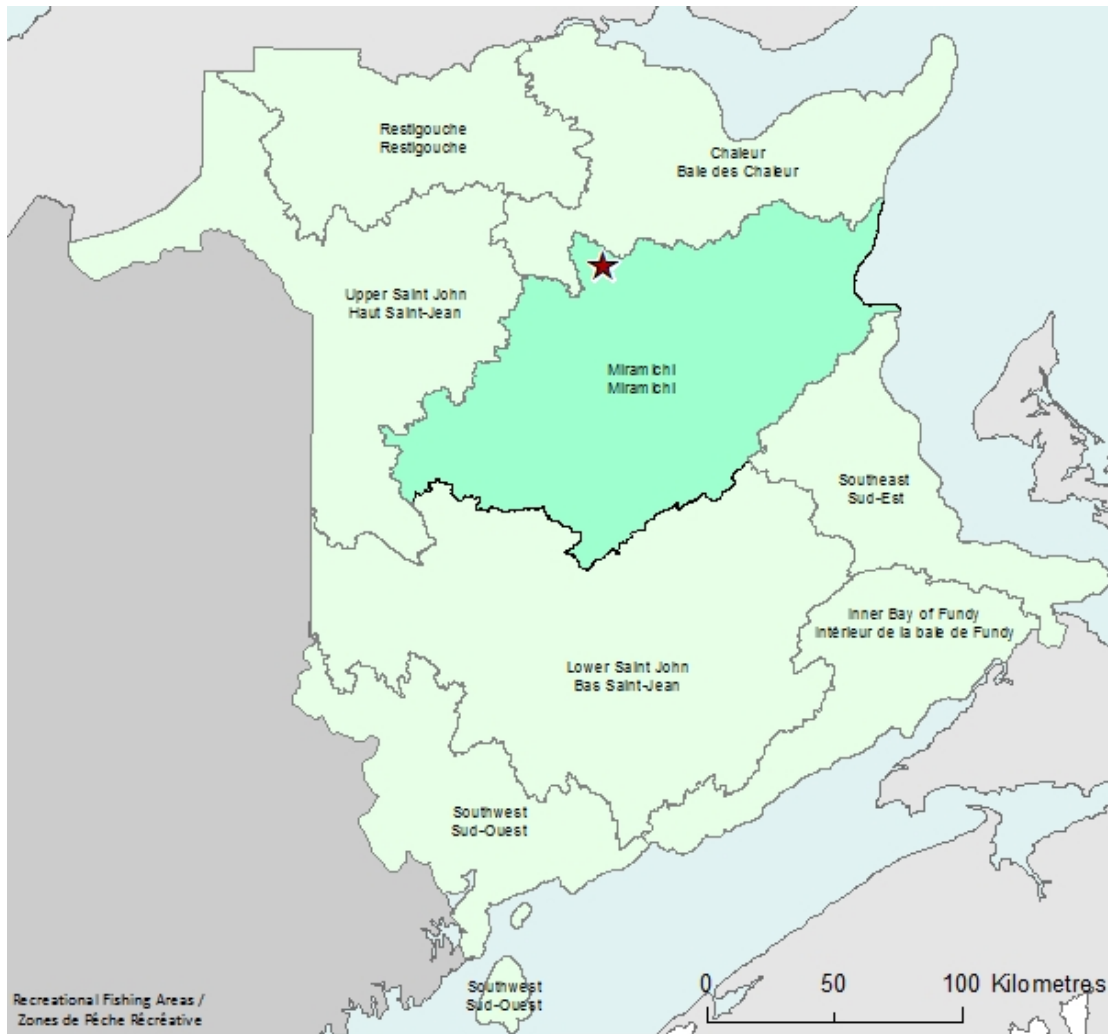 Restigouche
Restigouche
Chaleur
Baie des Chaleur
Upper Saint John
Haut Saint-Jean
Miramichi
Miramichi
Southeast
Sud-Est
Inner Bay of Fundy
Intérieur de la baie de Fundy
Lower Saint John
Bas Saint-Jean
Southwest
Sud-Ouest
Southwest
Sud-Ouest
0 50 100 Kilometres
Recreational Fishing Areas /
Zones de Pêche Récréative